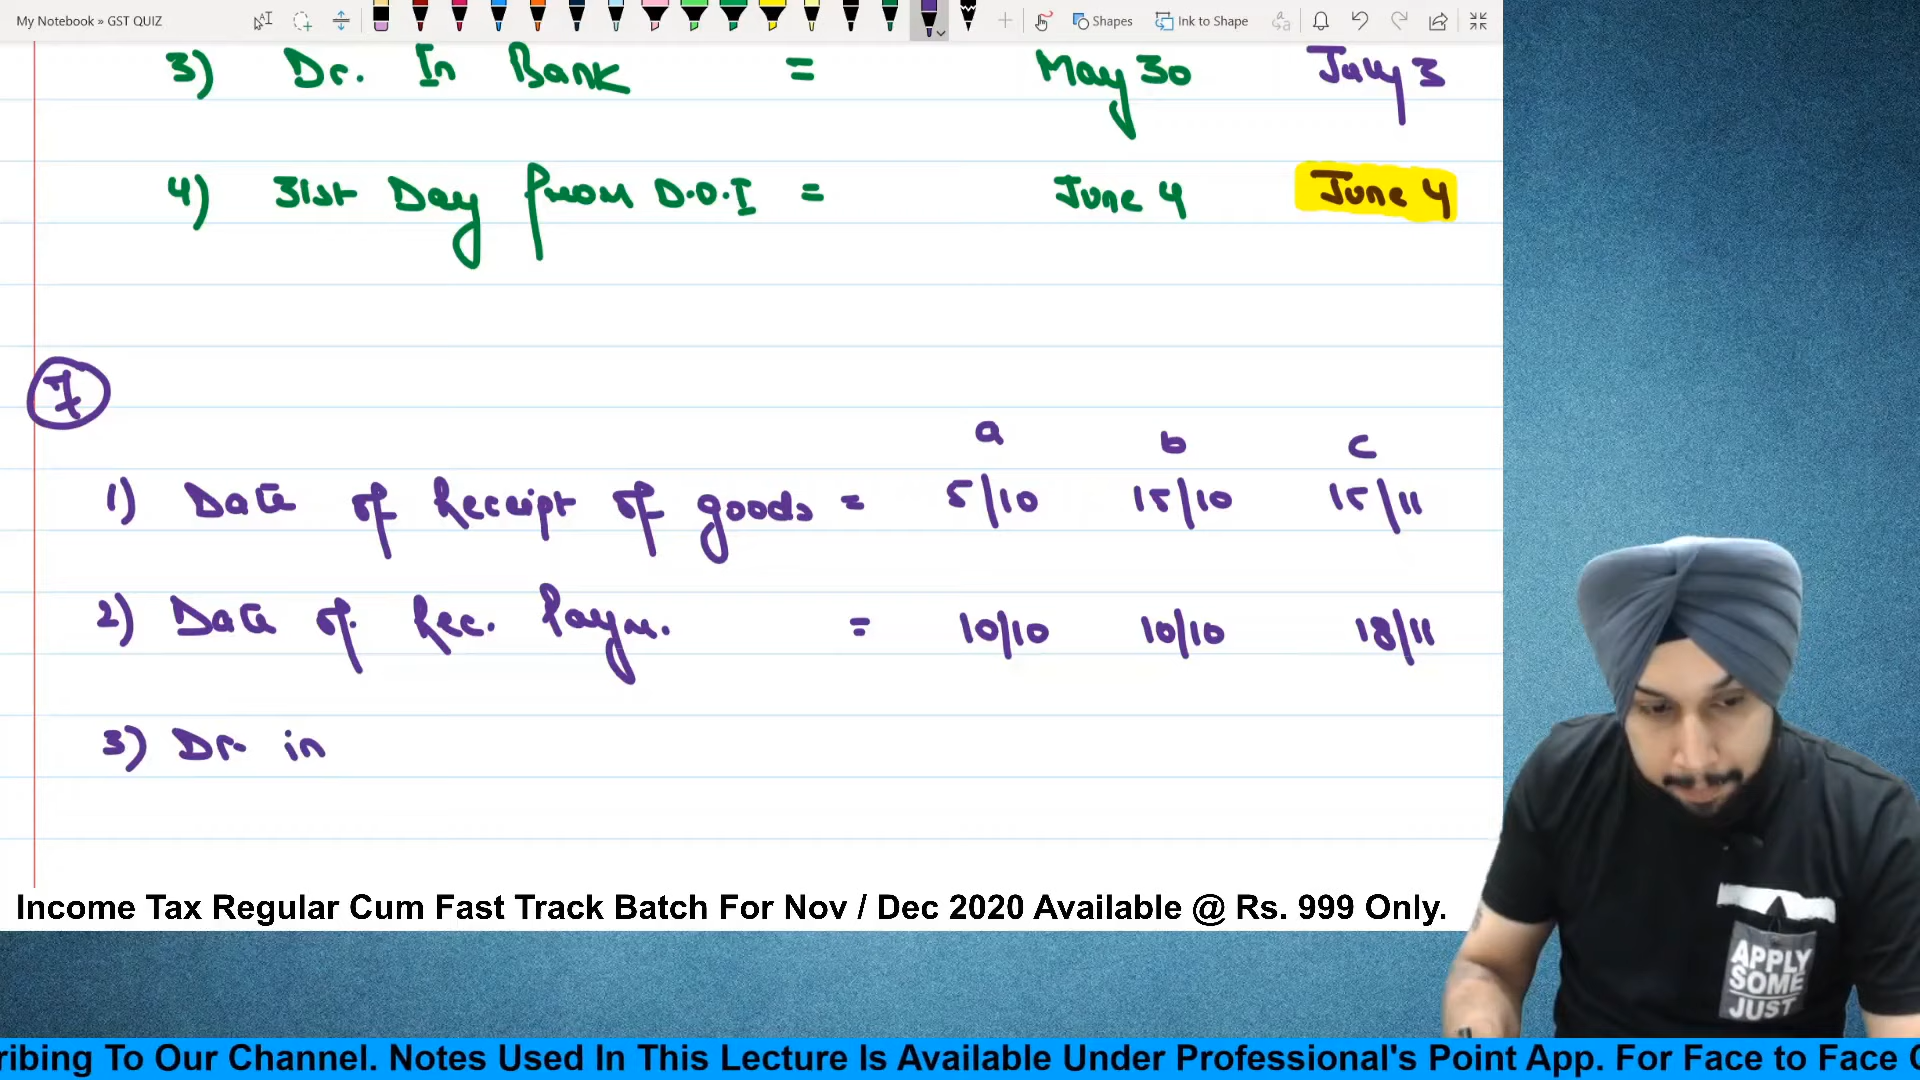 My Notebook » GST QUIZ
Shapes
Ink to Shape
3) Dr. In Bank = May 30 July 3
4) 31st Day from D.O.I = June 4 June 4
7
a b c
1) Date of Receipt of goods = 5/10 15/10 15/11
2) Date of Rec. Paym. = 10/10 10/10 18/11
3) Dr. in
Income Tax Regular Cum Fast Track Batch For Nov / Dec 2020 Available @ Rs. 999 Only.
APPLY
SOME
JUST
ribing To Our Channel. Notes Used In This Lecture Is Available Under Professional's Point App. For Face to Face